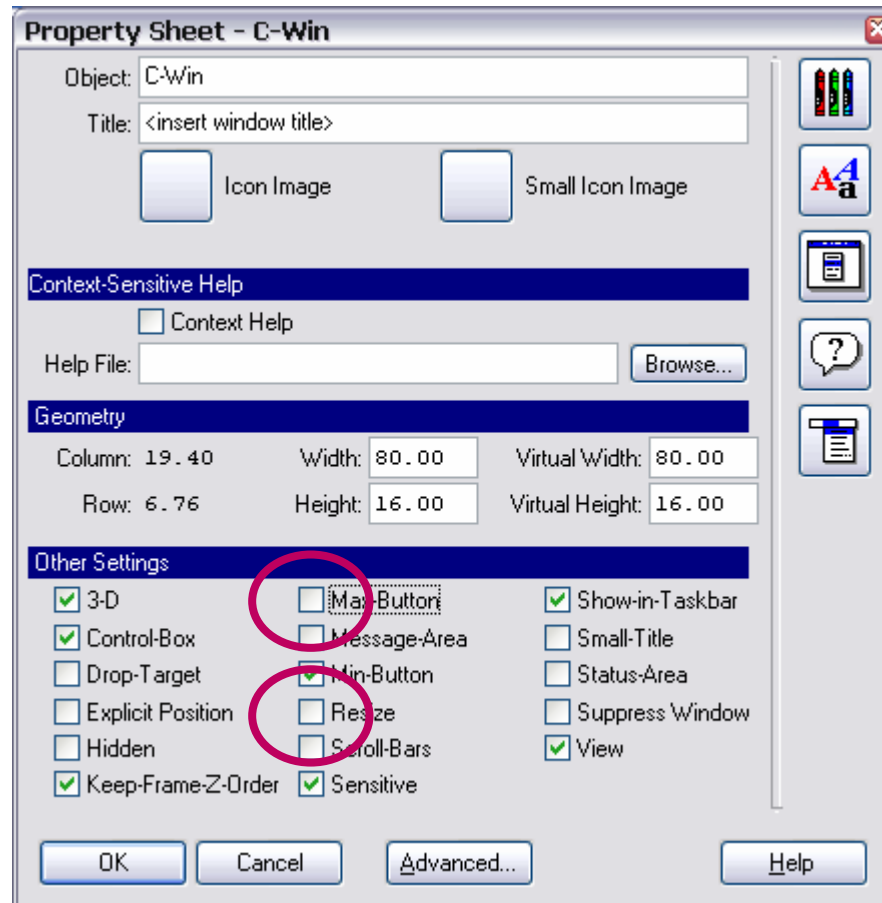 Property Sheet - C-Win
Object: C-Win
Title: <insert window title>
Icon Image Small Icon Image
Context-Sensitive Help
Context Help
Help File: Browse...
Geometry
Column: 19.40 Width: 80.00 Virtual Width: 80.00
Row: 6.76 Height: 16.00 Virtual Height: 16.00
Other Settings
3-D Max-Button Show-in-Taskbar
Control-Box Message-Area Small-Title
Drop-Target Min-Button Status-Area
Explicit Position Resize Suppress Window
Hidden Scroll-Bars View
Keep-Frame-Z-Order Sensitive
OK Cancel Advanced... Help